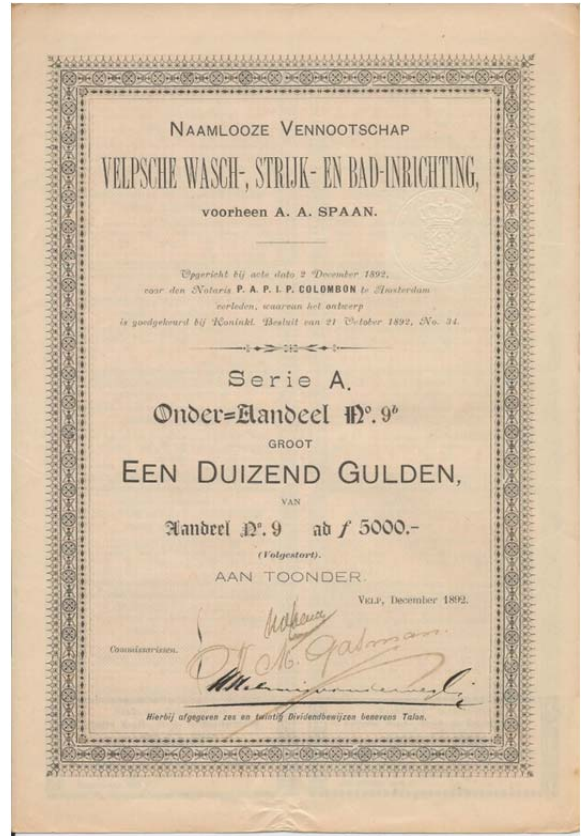 NAAMLOOZE VENNOOTSCHAP
VELPSCHE WASCH-, STRIJK- EN BAD-INRICHTING,
voorheen A. A. SPAAN.
Opgericht bij acte dato 2 December 1892,
voor den Notaris P. A. P. I. P. COLOMBON te Amsterdam
verleden, waarvan het ontwerp
is goedgekeurd bij Koninkl. Besluit van 21 October 1892, No. 34.
Serie A.
Onder=Aandeel No. 9b
GROOT
EEN DUIZEND GULDEN,
VAN
Aandeel No. 9 ad f 5000.-
(Volgestort).
AAN TOONDER.
VELP, December 1892.
Commissarissen.
Hierbij afgegeven zes en twintig Dividendbewijzen benevens Talon.